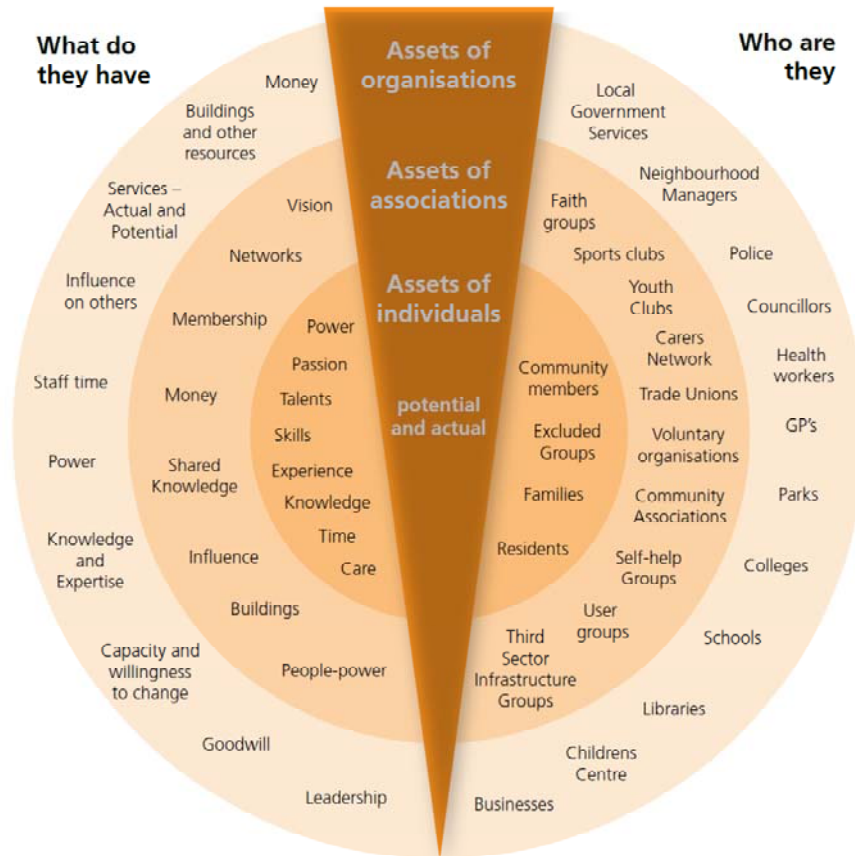 What do
they have
Assets of
organisations
Who are
they
Money
Buildings
and other
resources
Services –
Actual and
Potential
Influence
on others
Staff time
Power
Knowledge
and
Expertise
Capacity and
willingness
to change
Goodwill
Leadership
Assets of
associations
Vision
Networks
Membership
Money
Shared
Knowledge
Influence
Buildings
People-power
Assets of
individuals
Power
Passion
Talents
Skills
Experience
Knowledge
Time
Care
potential
and actual
Community
members
Excluded
Groups
Families
Residents
Faith
groups
Sports clubs
Youth
Clubs
Carers
Network
Trade Unions
Voluntary
organisations
Community
Associations
Self-help
Groups
User
groups
Third
Sector
Infrastructure
Groups
Local
Government
Services
Neighbourhood
Managers
Police
Councillors
Health
workers
GP's
Parks
Colleges
Schools
Libraries
Childrens
Centre
Businesses